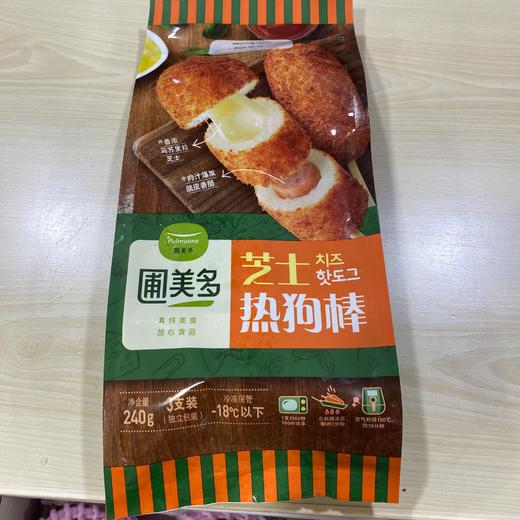 *香浓
马苏里拉
芝士
*肉汁爆发
脆皮香肠
Pulmuone
圃美多
圃美多
真纯美食
放心食品
芝士 치즈
핫도그
热狗棒
净含量
240g
3支装
(独立包装)
冷冻保管
-18℃以下